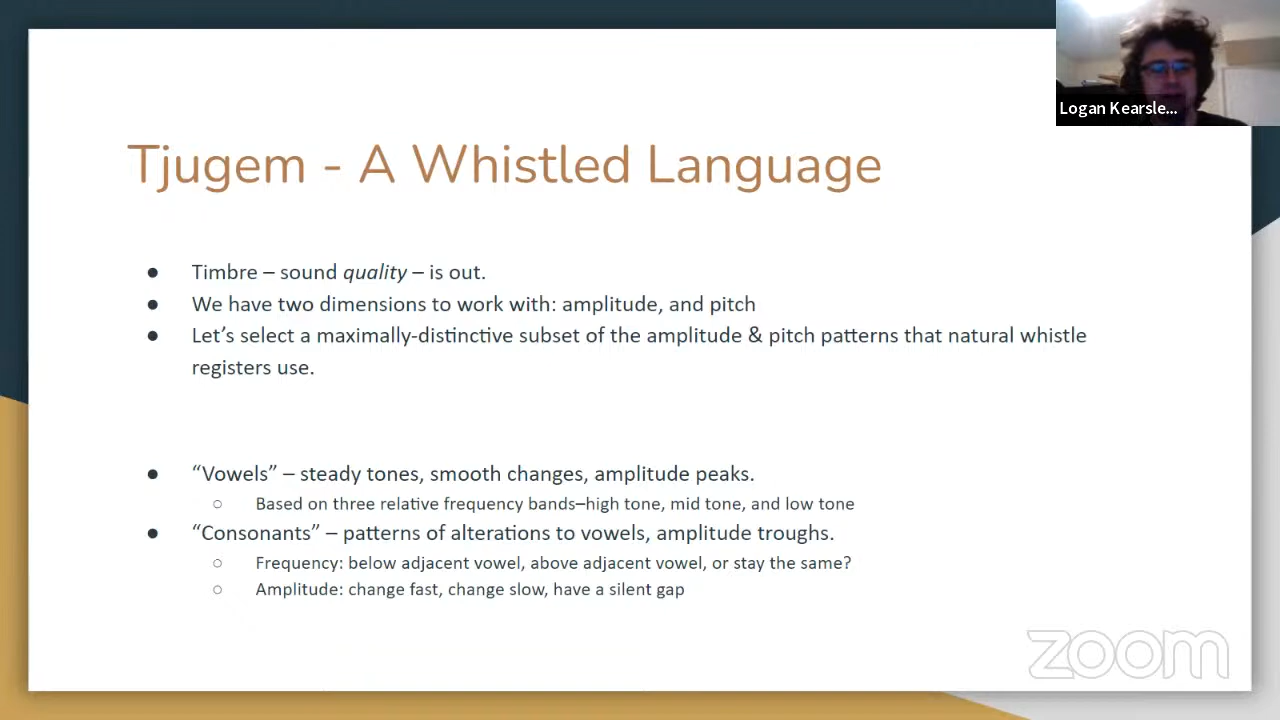 Logan Kearsle...
Tjugem - A Whistled Language
● Timbre – sound quality – is out.
● We have two dimensions to work with: amplitude, and pitch
● Let’s select a maximally-distinctive subset of the amplitude & pitch patterns that natural whistle
registers use.
● “Vowels” – steady tones, smooth changes, amplitude peaks.
○ Based on three relative frequency bands–high tone, mid tone, and low tone
● “Consonants” – patterns of alterations to vowels, amplitude troughs.
○ Frequency: below adjacent vowel, above adjacent vowel, or stay the same?
○ Amplitude: change fast, change slow, have a silent gap
zoom